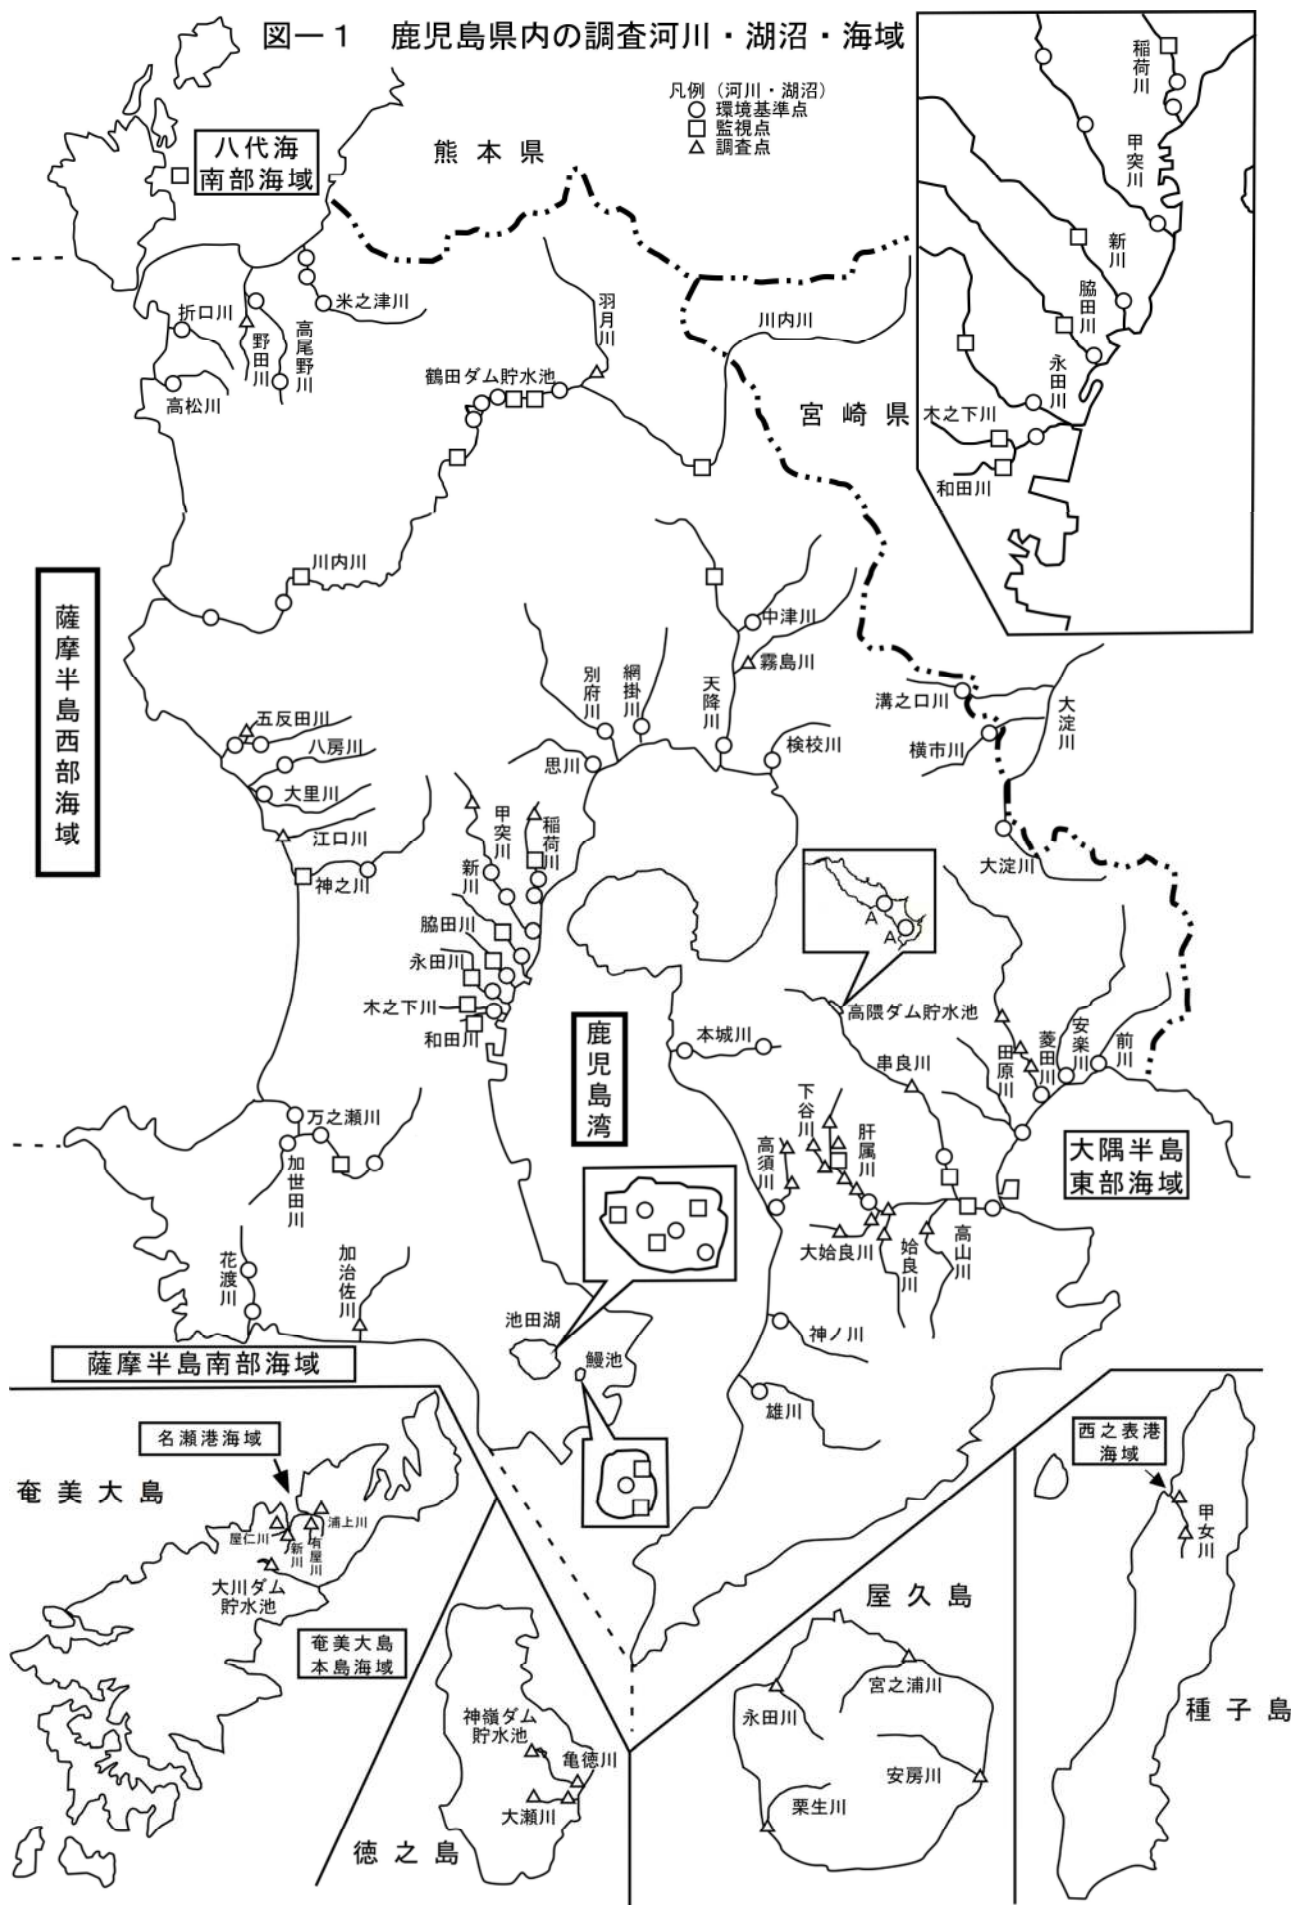 図－1　鹿児島県内の調査河川・湖沼・海域
凡例（河川・湖沼）
○ 環境基準点
□ 監視点
△ 調査点
八代海
南部海域
熊本県
稲荷川
甲突川
新川
脇田川
永田川
木之下川
和田川
米之津川
折口川
野田川
高尾野川
高松川
羽月川
川内川
鶴田ダム貯水池
宮崎県
川内川
薩摩半島西部海域
中津川
霧島川
別府川
網掛川
天降川
検校川
思川
溝之口川
大淀川
横市川
大淀川
五反田川
八房川
大里川
江口川
神之川
甲突川
稲荷川
新川
脇田川
永田川
木之下川
和田川
A
A
高隈ダム貯水池
鹿児島湾
本城川
串良川
田原川
菱田川
安楽川
前川
下谷川
肝属川
高須川
大隅半島
東部海域
大姶良川
姶良川
高山川
万之瀬川
加世田川
花渡川
加治佐川
池田湖
鰻池
神ノ川
雄川
薩摩半島南部海域
名瀬港海域
奄美大島
屋仁川
新川
有屋川
浦上川
大川ダム
貯水池
奄美大島
本島海域
神嶺ダム
貯水池
亀徳川
大瀬川
徳之島
屋久島
宮之浦川
永田川
安房川
栗生川
西之表港
海域
甲女川
種子島